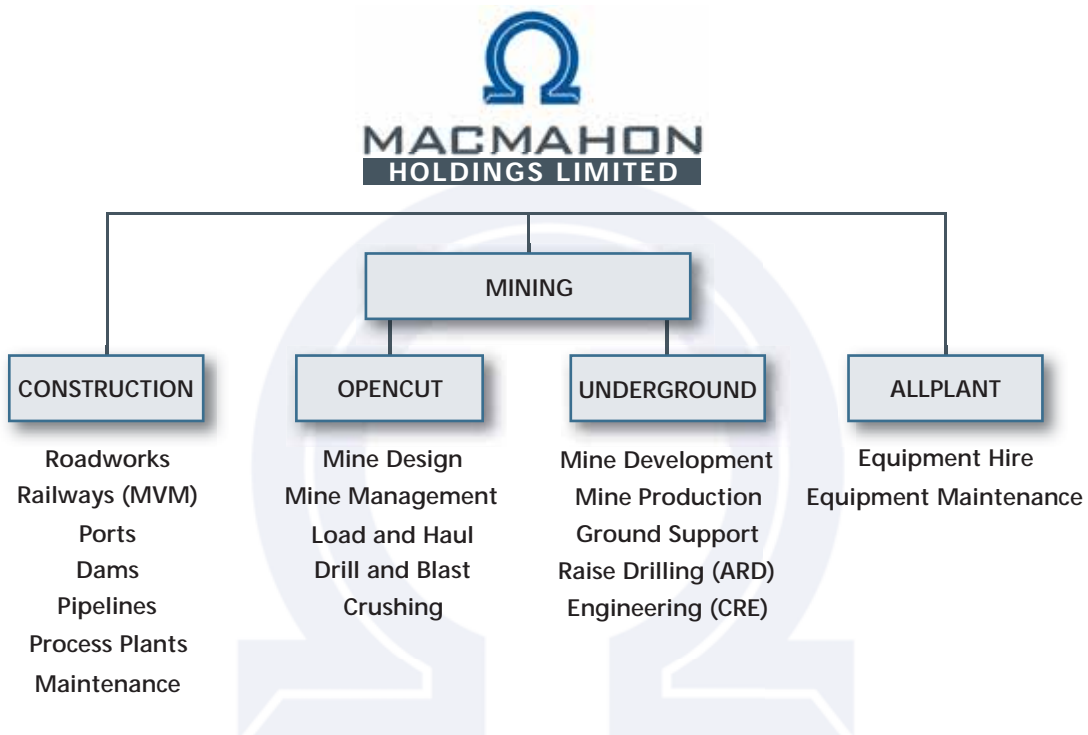 MACMAHON
HOLDINGS LIMITED
MINING
CONSTRUCTION
Roadworks
Railways (MVM)
Ports
Dams
Pipelines
Process Plants
Maintenance
OPENCUT
Mine Design
Mine Management
Load and Haul
Drill and Blast
Crushing
UNDERGROUND
Mine Development
Mine Production
Ground Support
Raise Drilling (ARD)
Engineering (CRE)
ALLPLANT
Equipment Hire
Equipment Maintenance